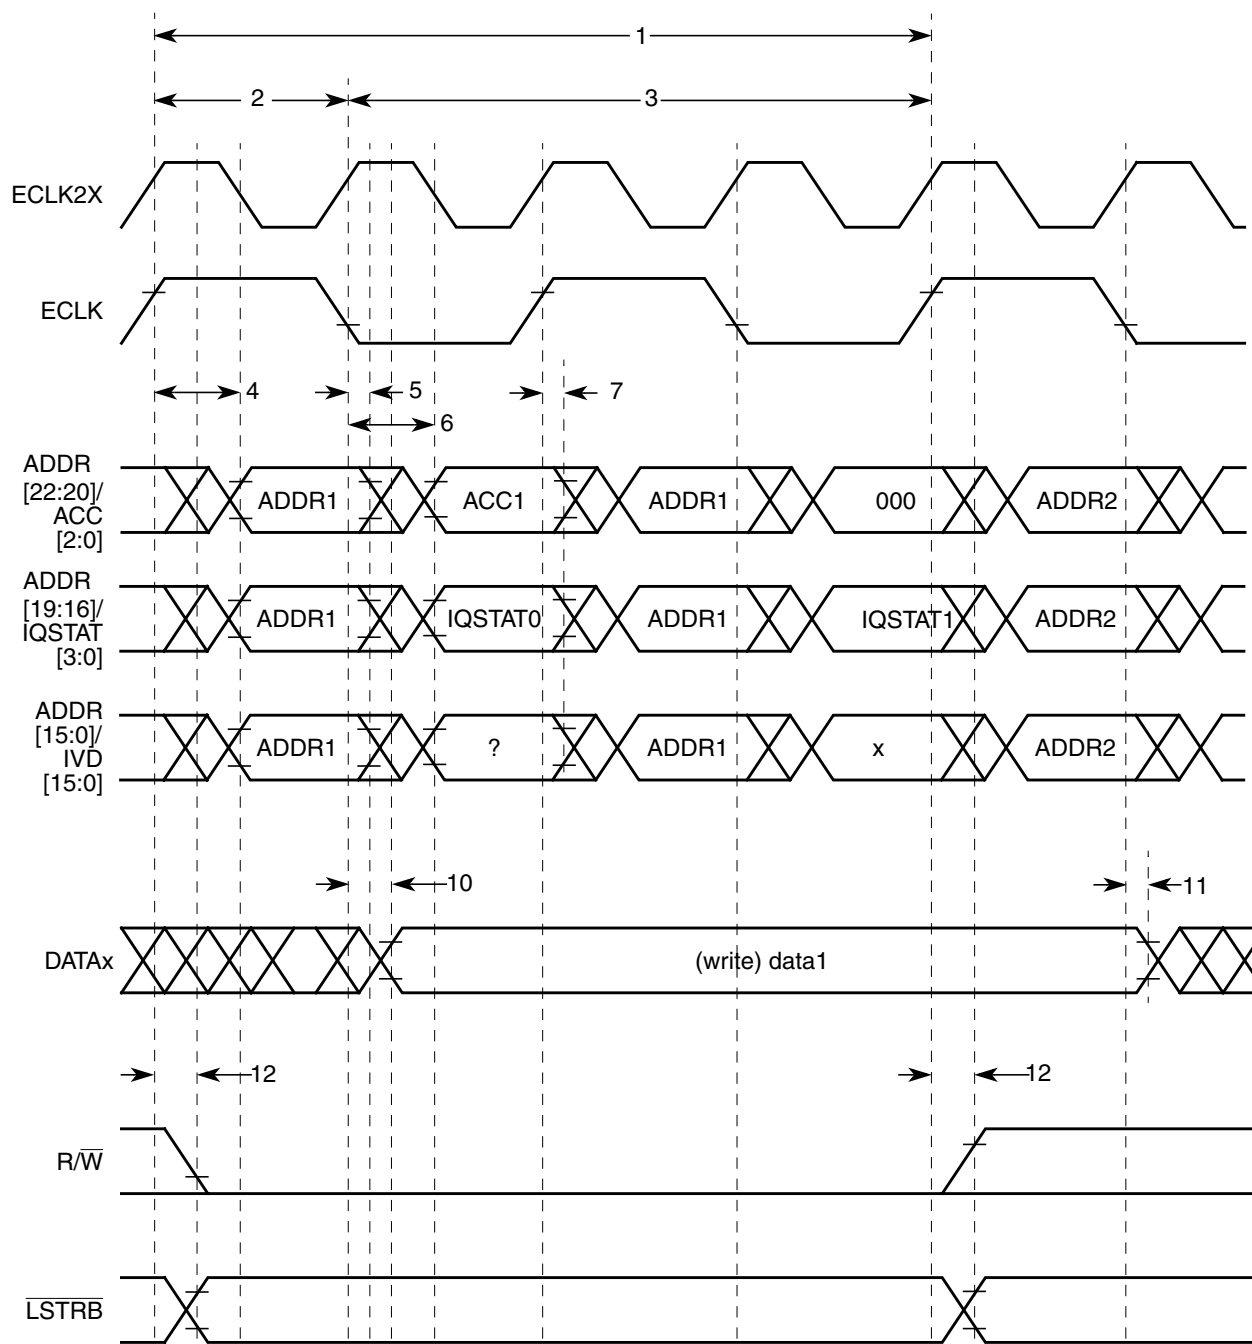 1
2
3
ECLK2X
ECLK
4
5
6
7
ADDR
[22:20]/
ACC
[2:0]
ADDR1
ACC1
ADDR1
000
ADDR2
ADDR
[19:16]/
IQSTAT
[3:0]
ADDR1
IQSTAT0
ADDR1
IQSTAT1
ADDR2
ADDR
[15:0]/
IVD
[15:0]
ADDR1
?
ADDR1
x
ADDR2
10
11
DATAx
(write) data1
12
12
R/W
LSTRB